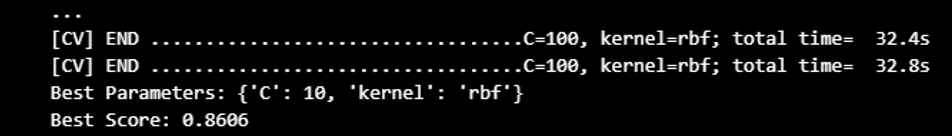 ...
[CV] END ..................................C=100, kernel=rbf; total time=  32.4s
[CV] END ..................................C=100, kernel=rbf; total time=  32.8s
Best Parameters: {'C': 10, 'kernel': 'rbf'}
Best Score: 0.8606